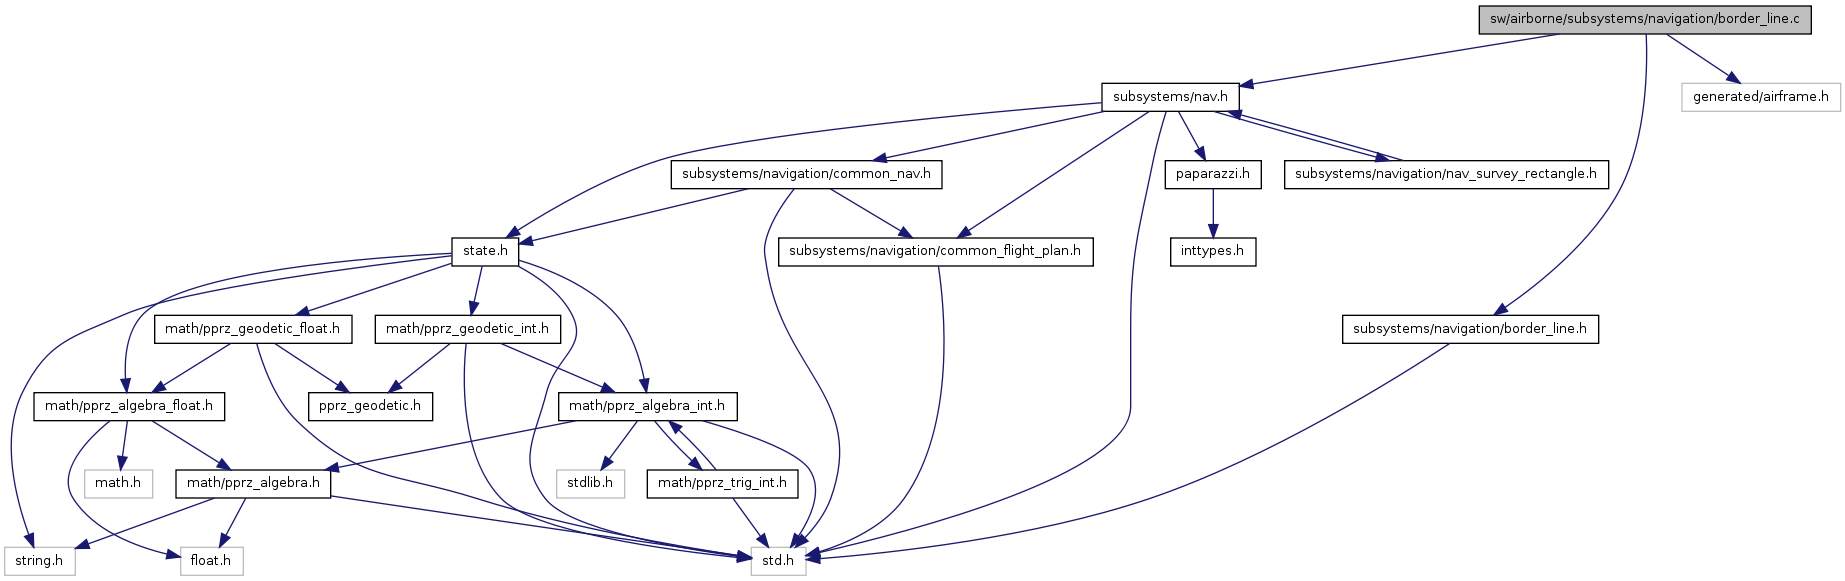 sw/airborne/subsystems/navigation/border_line.c
subsystems/nav.h
generated/airframe.h
subsystems/navigation/common_nav.h
paparazzi.h
subsystems/navigation/nav_survey_rectangle.h
state.h
subsystems/navigation/common_flight_plan.h
inttypes.h
math/pprz_geodetic_float.h
math/pprz_geodetic_int.h
subsystems/navigation/border_line.h
math/pprz_algebra_float.h
pprz_geodetic.h
math/pprz_algebra_int.h
math.h
math/pprz_algebra.h
stdlib.h
math/pprz_trig_int.h
string.h
float.h
std.h